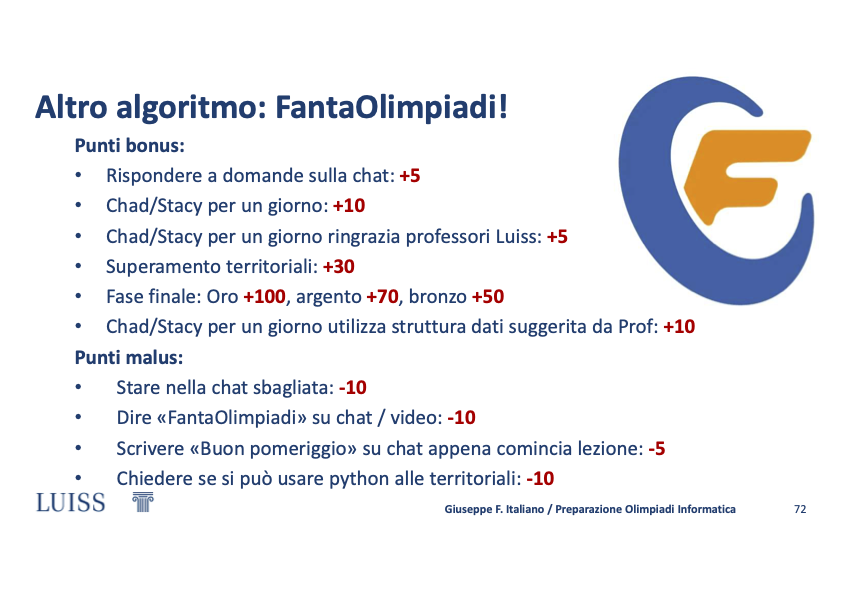 Altro algoritmo: FantaOlimpiadi!
Punti bonus:
• Rispondere a domande sulla chat: +5
• Chad/Stacy per un giorno: +10
• Chad/Stacy per un giorno ringrazia professori Luiss: +5
• Superamento territoriali: +30
• Fase finale: Oro +100, argento +70, bronzo +50
• Chad/Stacy per un giorno utilizza struttura dati suggerita da Prof: +10
Punti malus:
• Stare nella chat sbagliata: -10
• Dire «FantaOlimpiadi» su chat / video: -10
• Scrivere «Buon pomeriggio» su chat appena comincia lezione: -5
• Chiedere se si può usare python alle territoriali: -10
LUISS
Giuseppe F. Italiano / Preparazione Olimpiadi Informatica 72